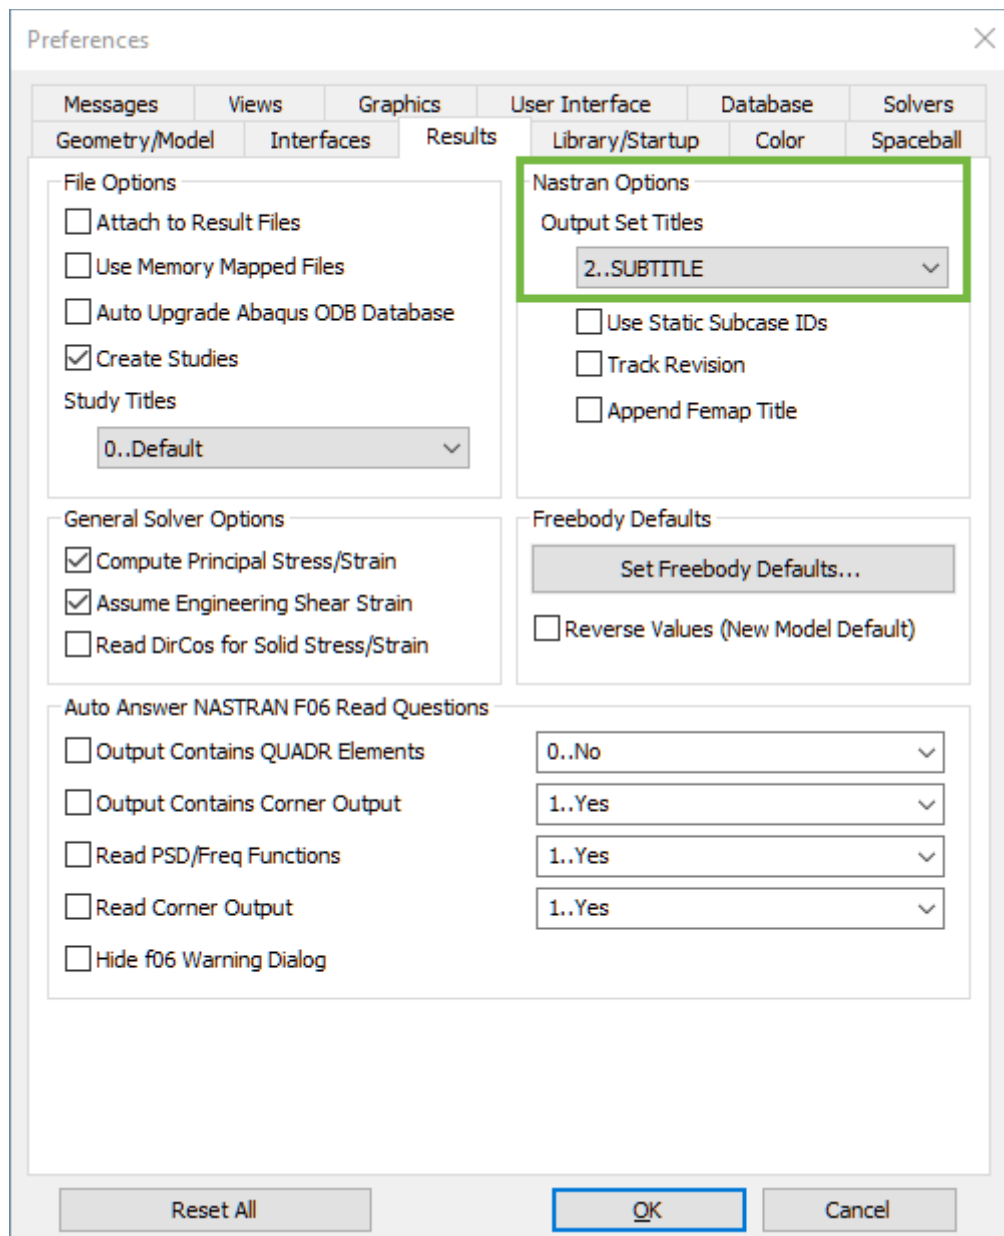 Preferences
Messages Views Graphics User Interface Database Solvers
Geometry/Model Interfaces Results Library/Startup Color Spaceball
File Options
Attach to Result Files
Use Memory Mapped Files
Auto Upgrade Abaqus ODB Database
Create Studies
Study Titles
0..Default
Nastran Options
Output Set Titles
2..SUBTITLE
Use Static Subcase IDs
Track Revision
Append Femap Title
General Solver Options
Compute Principal Stress/Strain
Assume Engineering Shear Strain
Read DirCos for Solid Stress/Strain
Freebody Defaults
Set Freebody Defaults...
Reverse Values (New Model Default)
Auto Answer NASTRAN F06 Read Questions
Output Contains QUADR Elements 0..No
Output Contains Corner Output 1..Yes
Read PSD/Freq Functions 1..Yes
Read Corner Output 1..Yes
Hide f06 Warning Dialog
Reset All OK Cancel